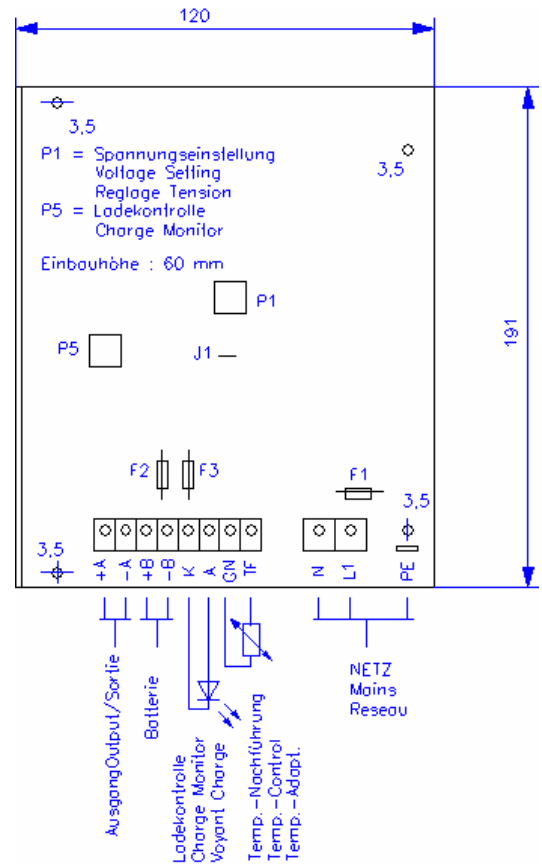 120
3,5
P1 = Spannungseinstellung
Voltage Setting
Reglage Tension
P5 = Ladekontrolle
Charge Monitor
3,5
Einbauhöhe : 60 mm
P1
P5
J1
191
F2
F3
F1
3,5
3,5
+A
-A
+B
-B
K
A
GN
TF
N
L1
PE
AusgangOutput/Sortie
Batterie
Ladekontrolle
Charge Monitor
Voyant Charge
Temp.-Nachführung
Temp.-Control
Temp.-Adapt.
NETZ
Mains
Reseau